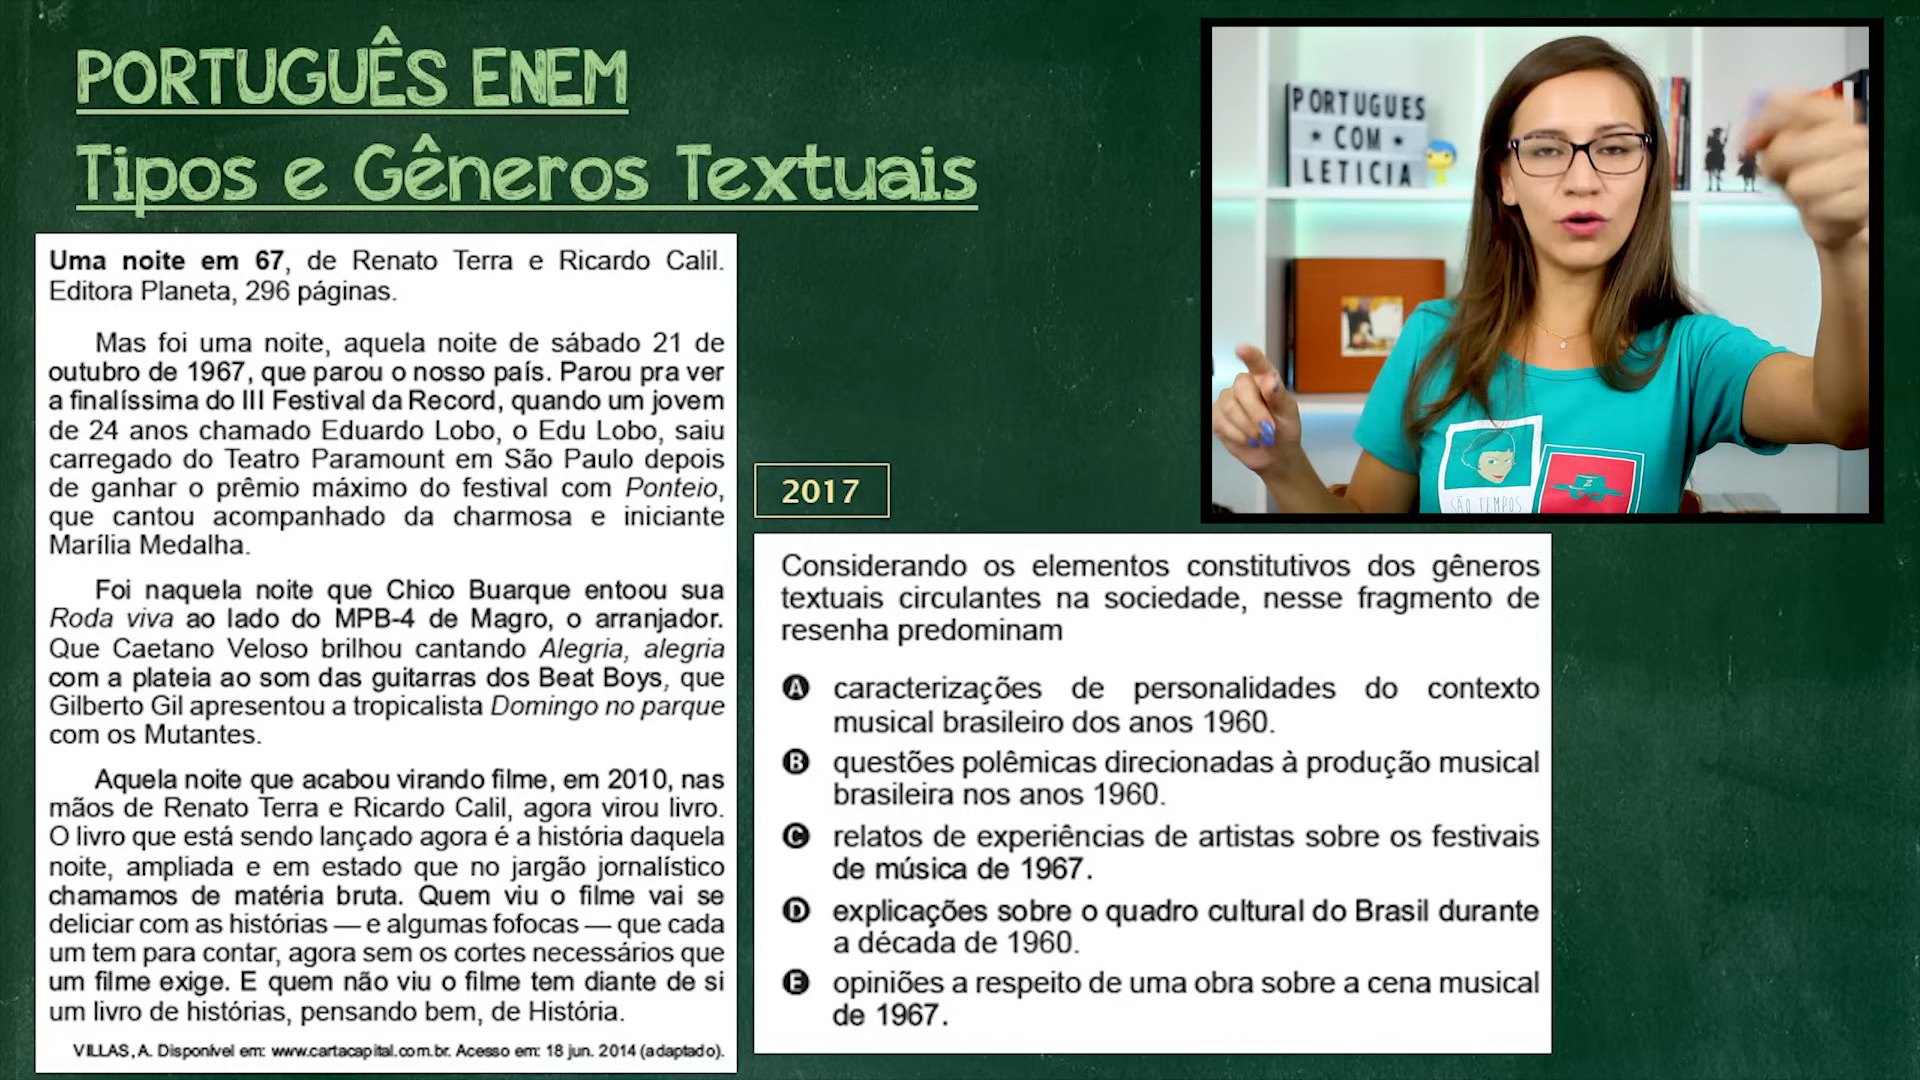 PORTUGUÊS ENEM
Tipos e Gêneros Textuais
PORTUGUES
• COM •
LETICIA
SÃO TEMPOS
Z
Uma noite em 67, de Renato Terra e Ricardo Calil.
Editora Planeta, 296 páginas.
Mas foi uma noite, aquela noite de sábado 21 de
outubro de 1967, que parou o nosso país. Parou pra ver
a finalíssima do III Festival da Record, quando um jovem
de 24 anos chamado Eduardo Lobo, o Edu Lobo, saiu
carregado do Teatro Paramount em São Paulo depois
de ganhar o prêmio máximo do festival com Ponteio,
que cantou acompanhado da charmosa e iniciante
Marília Medalha.
Foi naquela noite que Chico Buarque entoou sua
Roda viva ao lado do MPB-4 de Magro, o arranjador.
Que Caetano Veloso brilhou cantando Alegria, alegria
com a plateia ao som das guitarras dos Beat Boys, que
Gilberto Gil apresentou a tropicalista Domingo no parque
com os Mutantes.
Aquela noite que acabou virando filme, em 2010, nas
mãos de Renato Terra e Ricardo Calil, agora virou livro.
O livro que está sendo lançado agora é a história daquela
noite, ampliada e em estado que no jargão jornalístico
chamamos de matéria bruta. Quem viu o filme vai se
deliciar com as histórias — e algumas fofocas — que cada
um tem para contar, agora sem os cortes necessários que
um filme exige. E quem não viu o filme tem diante de si
um livro de histórias, pensando bem, de História.
VILLAS, A. Disponível em: www.cartacapital.com.br. Acesso em: 18 jun. 2014 (adaptado).
2017
Considerando os elementos constitutivos dos gêneros
textuais circulantes na sociedade, nesse fragmento de
resenha predominam
A caracterizações de personalidades do contexto
musical brasileiro dos anos 1960.
B questões polêmicas direcionadas à produção musical
brasileira nos anos 1960.
C relatos de experiências de artistas sobre os festivais
de música de 1967.
D explicações sobre o quadro cultural do Brasil durante
a década de 1960.
E opiniões a respeito de uma obra sobre a cena musical
de 1967.